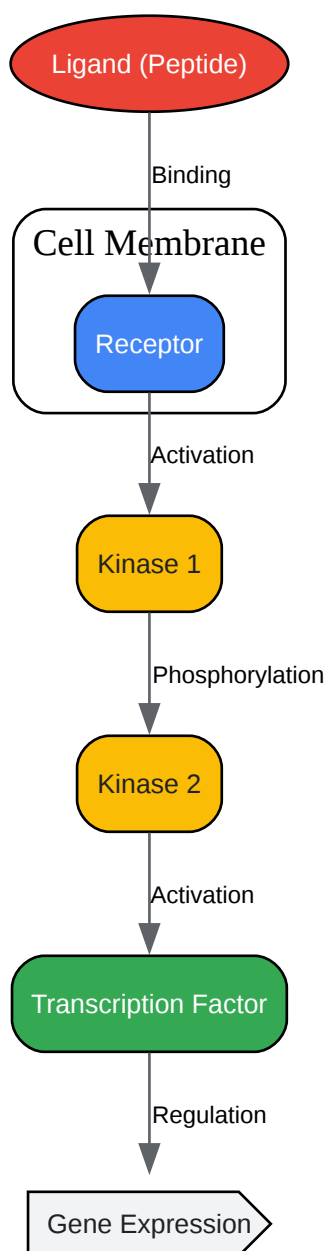 Ligand (Peptide)
Binding
Cell Membrane
Receptor
Activation
Kinase 1
Phosphorylation
Kinase 2
Activation
Transcription Factor
Regulation
Gene Expression